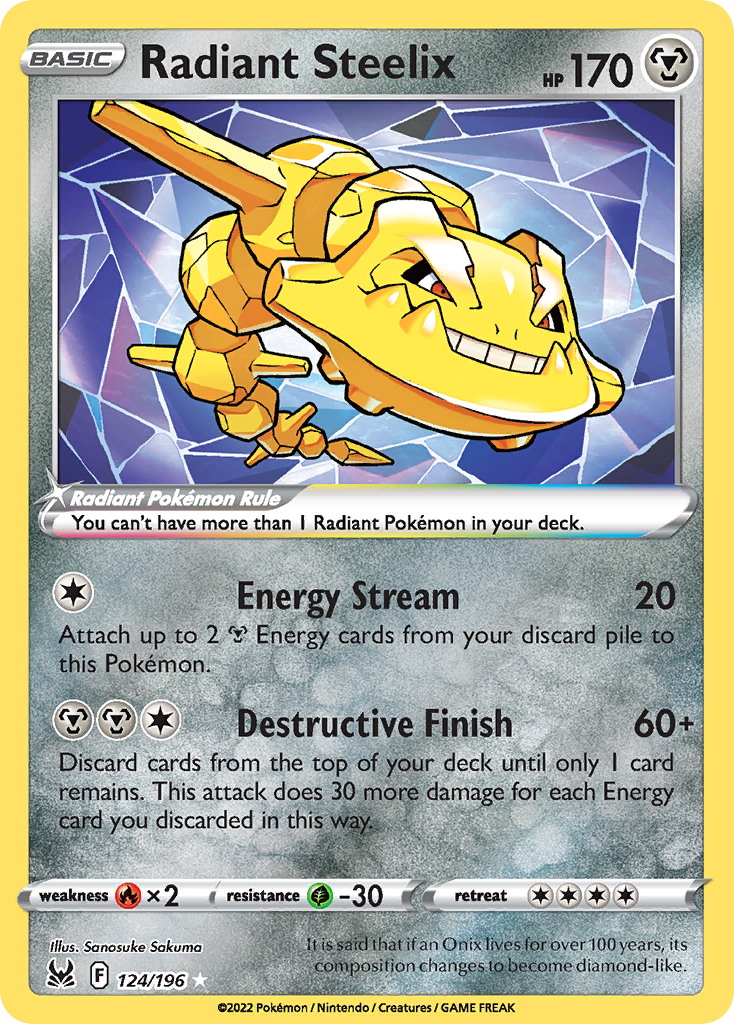 BASIC Radiant Steelix HP 170
Radiant Pokémon Rule
You can't have more than 1 Radiant Pokémon in your deck.
Energy Stream 20
Attach up to 2 Energy cards from your discard pile to
this Pokémon.
Destructive Finish 60+
Discard cards from the top of your deck until only 1 card
remains. This attack does 30 more damage for each Energy
card you discarded in this way.
weakness ×2 resistance -30 retreat
Illus. Sanosuke Sakuma
F 124/196
It is said that if an Onix lives for over 100 years, its
composition changes to become diamond-like.
©2022 Pokémon / Nintendo / Creatures / GAME FREAK